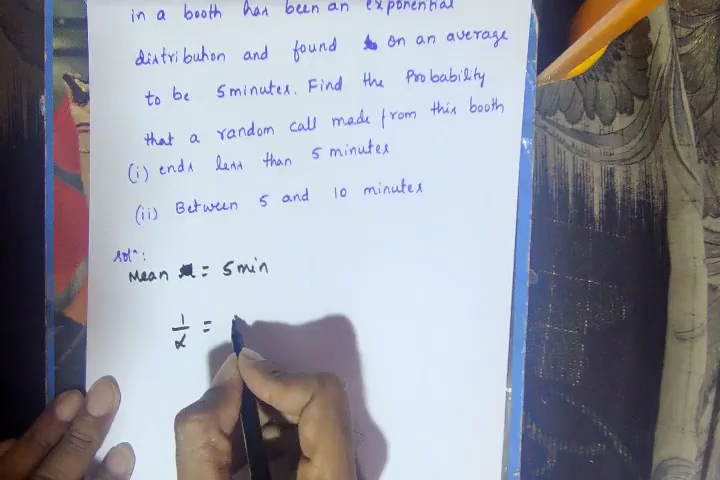 in a booth has been an exponential
distribution and found on an average
to be 5minutes. Find the Probability
that a random call made from this booth
(i) ends less than 5 minutes
(ii) Between 5 and 10 minutes
solⁿ:
Mean = 5min
1/α =